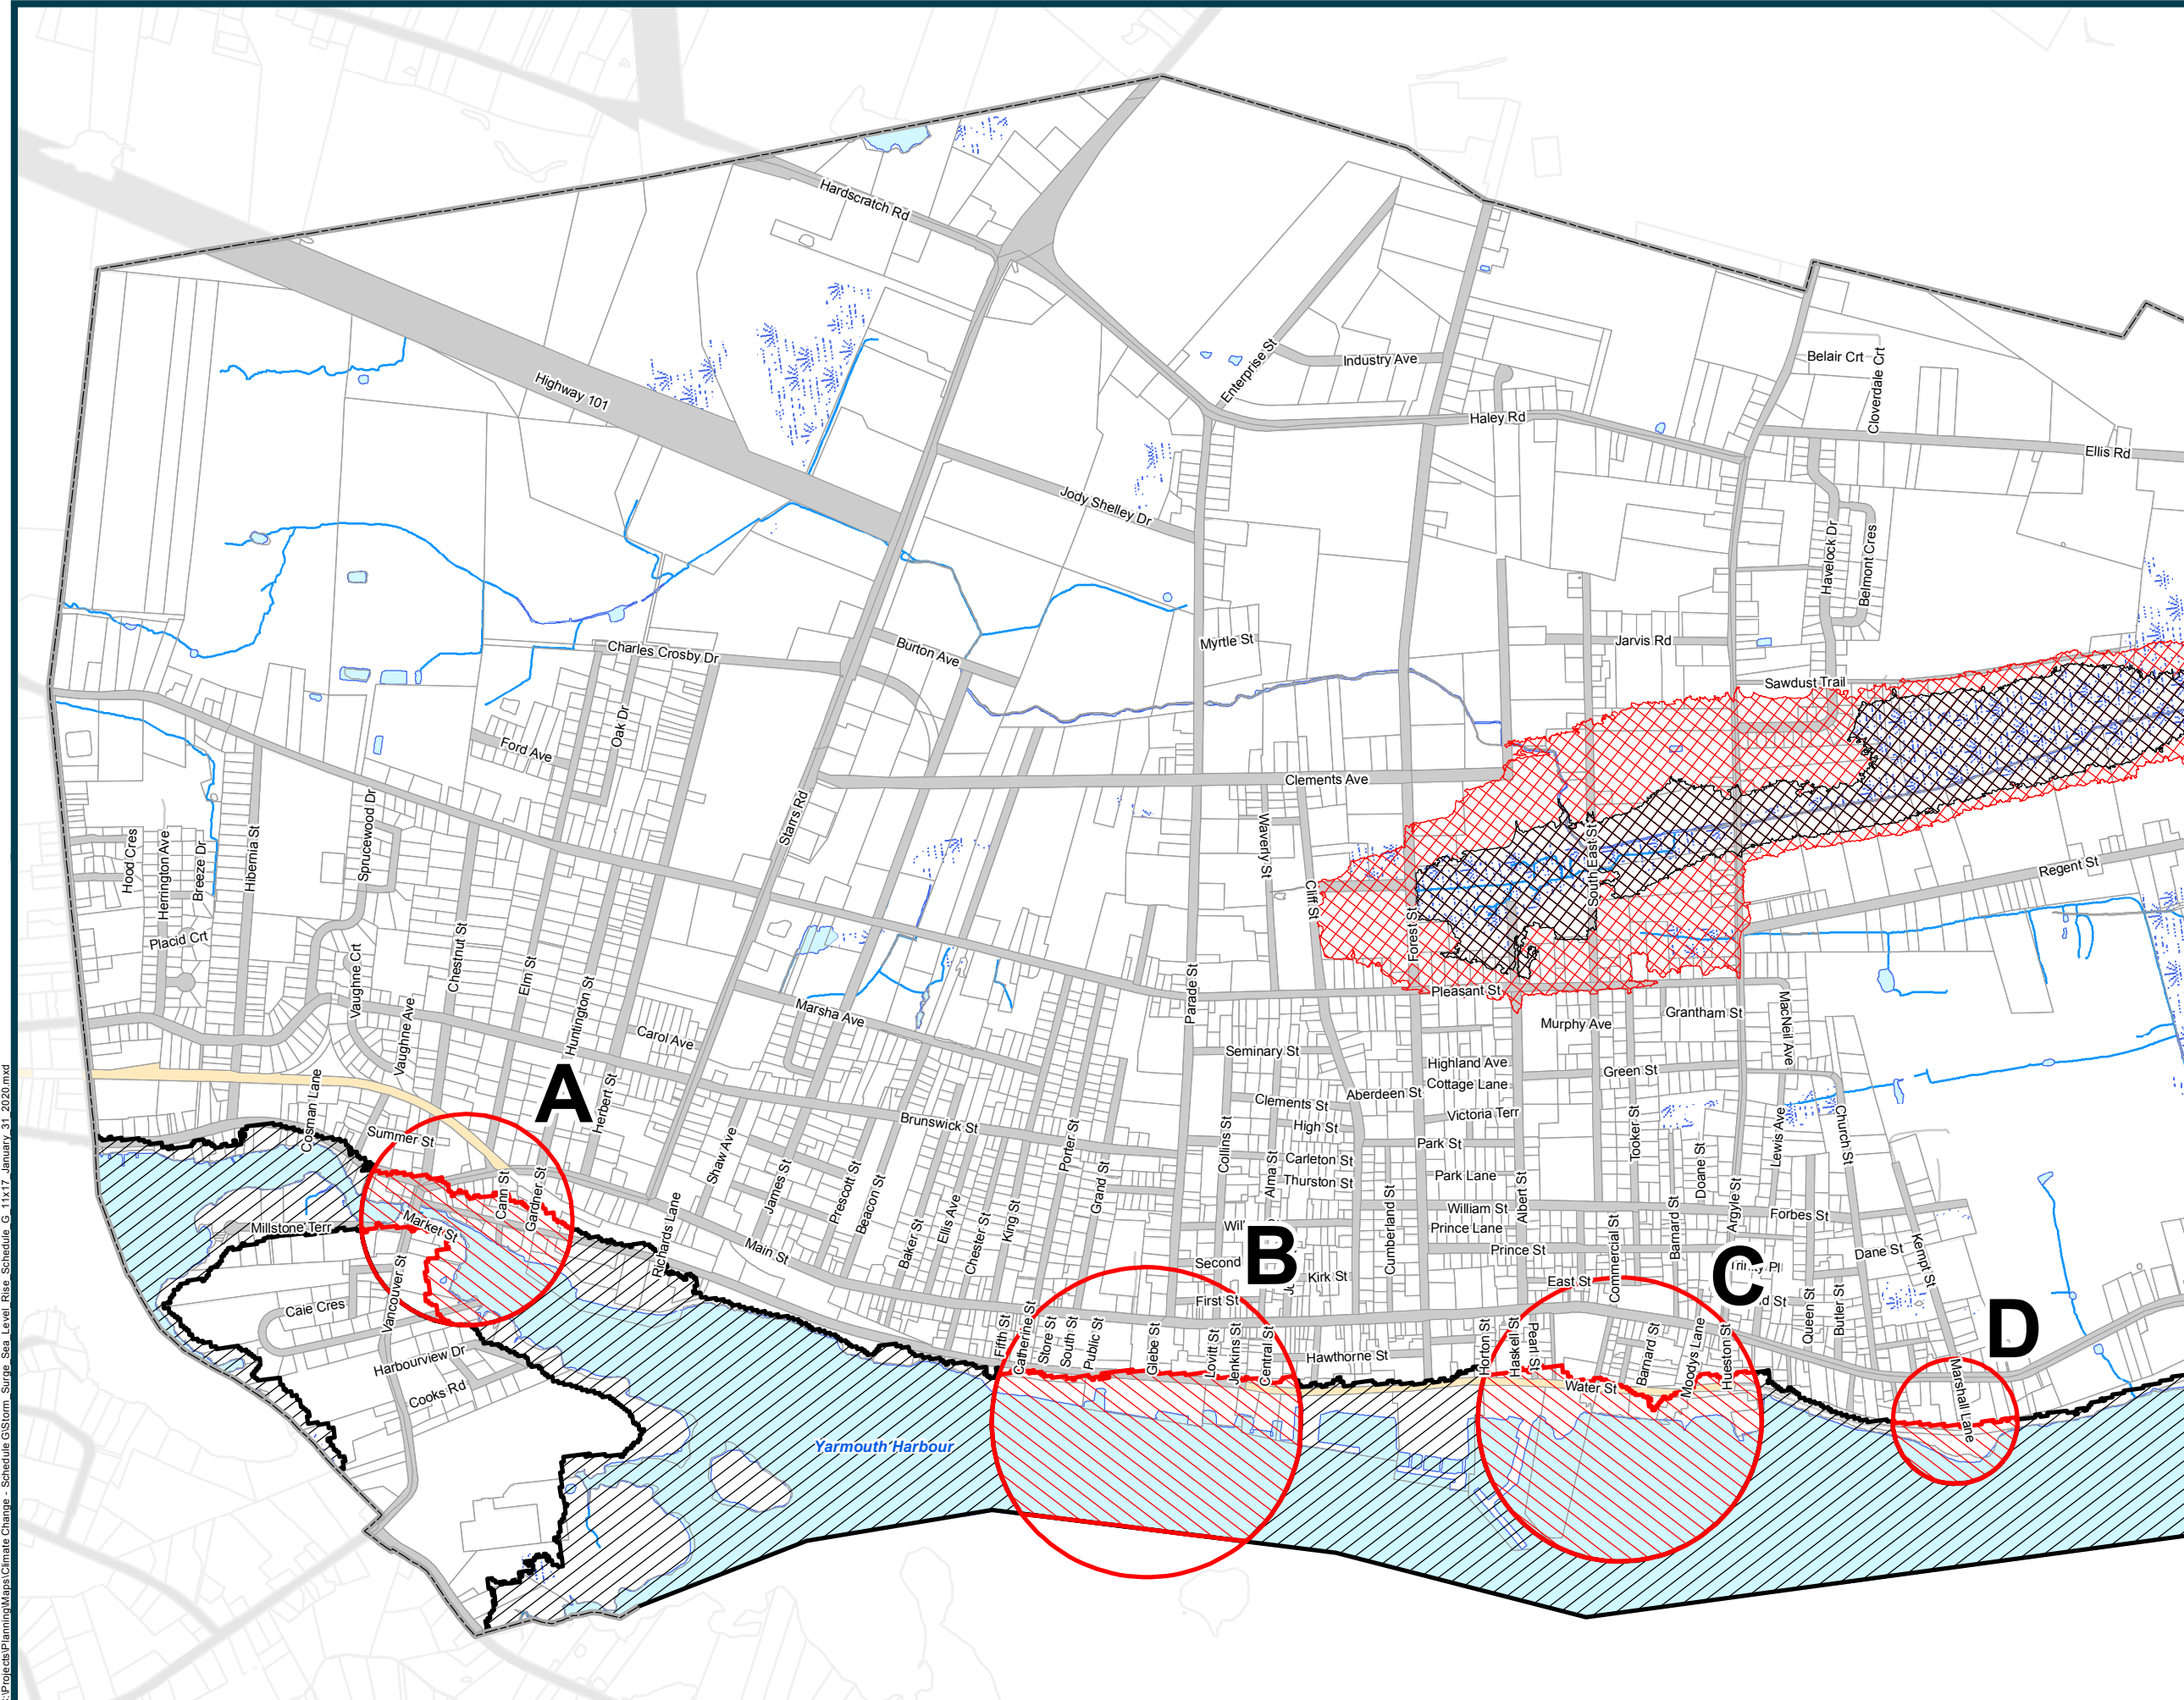 Hardscratch Rd
Highway 101
Enterprise St
Industry Ave
Haley Rd
Belair Crt
Cloverdale Crt
Ellis Rd
Jody Shelley Dr
Havelock Dr
Belmont Cres
Myrtle St
Jarvis Rd
Charles Crosby Dr
Burton Ave
Sawdust Trail
Oak Dr
Ford Ave
Clements Ave
Starrs Rd
Sprucewood Dr
Hibernia St
Hood Cres
Herrington Ave
Breeze Dr
Waverly St
South East St
Regent St
Cliff St
Forest St
Placid Crt
Chestnut St
Elm St
Vaughne Crt
Huntington St
Parade St
Pleasant St
Marsha Ave
Vaughne Ave
Carol Ave
Murphy Ave
Grantham St
MacNeil Ave
Seminary St
Highland Ave
Green St
Cottage Lane
Aberdeen St
Clements St
Victoria Terr
A
Cosman Lane
Herbert St
Brunswick St
High St
Park St
Tooker St
Lewis Ave
Church St
Summer St
Shaw Ave
Porter St
Collins St
Carleton St
Alma St
Thurston St
Park Lane
Doane St
Cann St
Gardner St
James St
Prescott St
Beacon St
Grand St
Cumberland St
Albert St
William St
Argyle St
Forbes St
Millstone Terr
Market St
Richards Lane
Main St
Baker St
Ellis Ave
Chester St
King St
Prince Lane
Prince St
Commercial St
Barnard St
Dane St
Kempt St
Vancouver St
Second
B
Kirk St
East St
C
D
Caie Cres
First St
Queen St
Butler St
Fifth St
Catherine St
Store St
South St
Public St
Glebe St
Lovitt St
Jenkins St
Central St
Hawthorne St
Horton St
Haskell St
Pearl St
Barnard St
Moodys Lane
Hueston St
Marshall Lane
Harbourview Dr
Cooks Rd
Water St
Yarmouth Harbour
:\Projects\Planning\Maps\Climate Change - Schedule G\Storm_Surge_Sea_Level_Rise_Schedule_G_11x17_January_31_2020.mxd